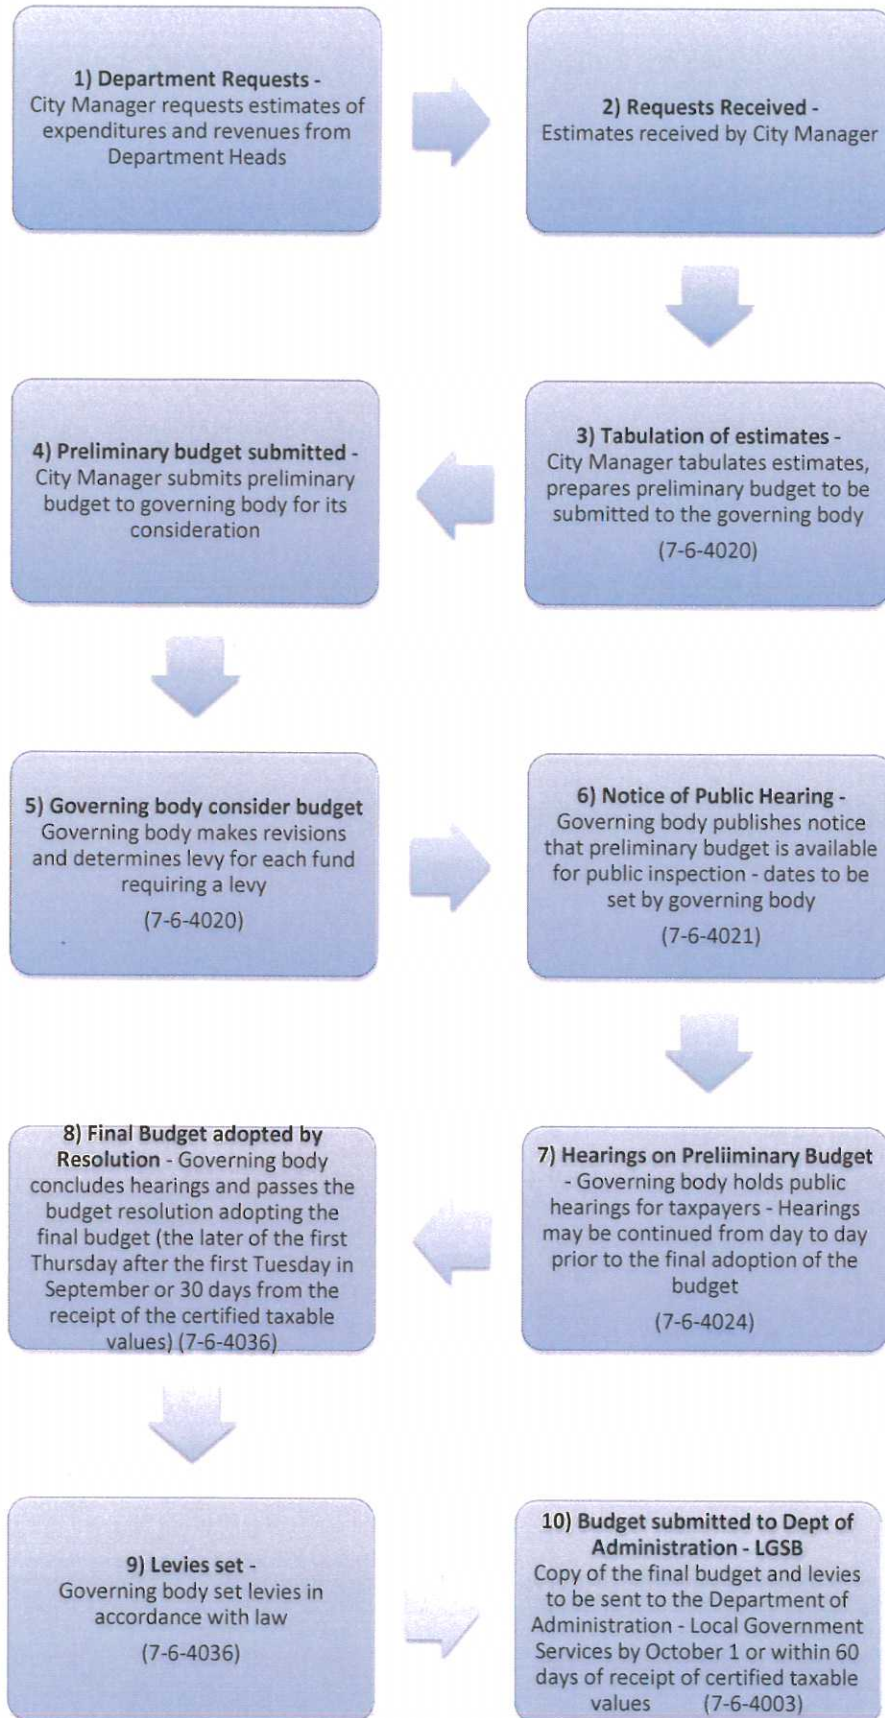 1) Department Requests -
City Manager requests estimates of
expenditures and revenues from
Department Heads
2) Requests Received -
Estimates received by City Manager
3) Tabulation of estimates -
City Manager tabulates estimates,
prepares preliminary budget to be
submitted to the governing body
(7-6-4020)
4) Preliminary budget submitted -
City Manager submits preliminary
budget to governing body for its
consideration
5) Governing body consider budget
Governing body makes revisions
and determines levy for each fund
requiring a levy
(7-6-4020)
6) Notice of Public Hearing -
Governing body publishes notice
that preliminary budget is available
for public inspection - dates to be
set by governing body
(7-6-4021)
7) Hearings on Preliiminary Budget
- Governing body holds public
hearings for taxpayers - Hearings
may be continued from day to day
prior to the final adoption of the
budget
(7-6-4024)
8) Final Budget adopted by
Resolution - Governing body
concludes hearings and passes the
budget resolution adopting the
final budget (the later of the first
Thursday after the first Tuesday in
September or 30 days from the
receipt of the certified taxable
values) (7-6-4036)
9) Levies set -
Governing body set levies in
accordance with law
(7-6-4036)
10) Budget submitted to Dept of
Administration - LGSB
Copy of the final budget and levies
to be sent to the Department of
Administration - Local Government
Services by October 1 or within 60
days of receipt of certified taxable
values (7-6-4003)